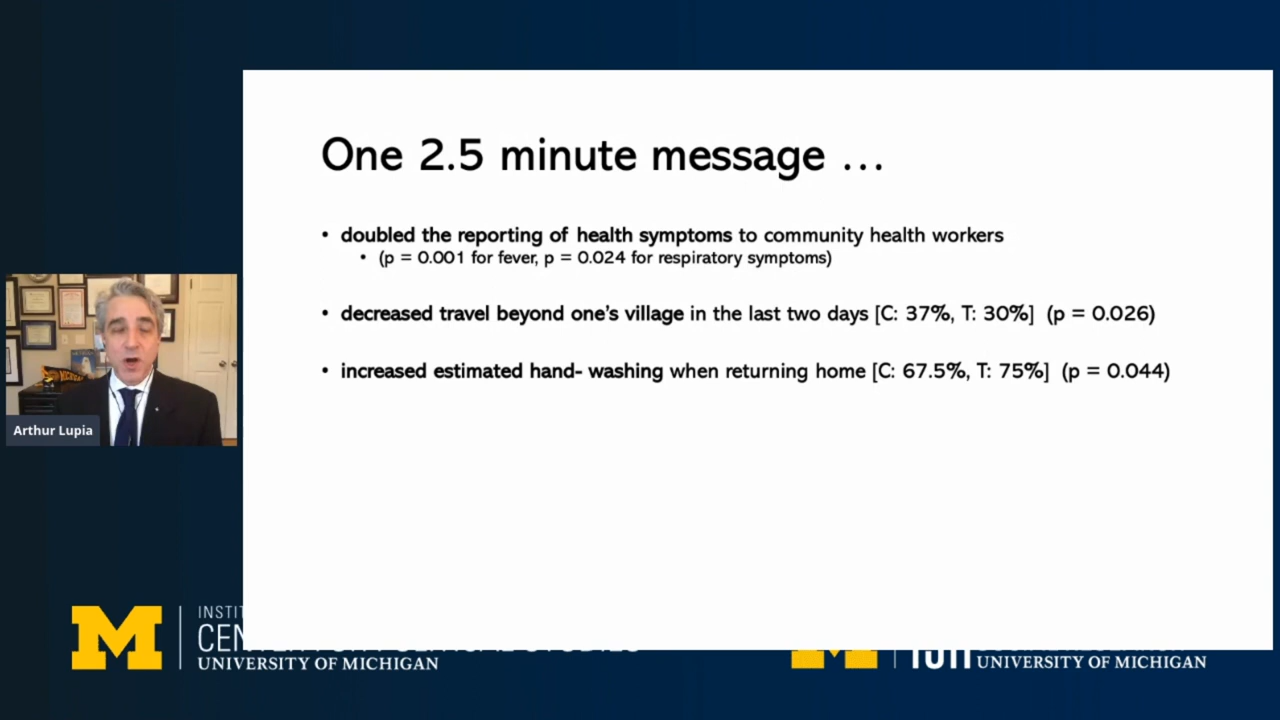 One 2.5 minute message …
• doubled the reporting of health symptoms to community health workers
• (p = 0.001 for fever, p = 0.024 for respiratory symptoms)
• decreased travel beyond one’s village in the last two days [C: 37%, T: 30%] (p = 0.026)
• increased estimated hand- washing when returning home [C: 67.5%, T: 75%] (p = 0.044)
Arthur Lupia
M
INSTIT
CEN
UNIVERSITY OF MICHIGAN
UNIVERSITY OF MICHIGAN